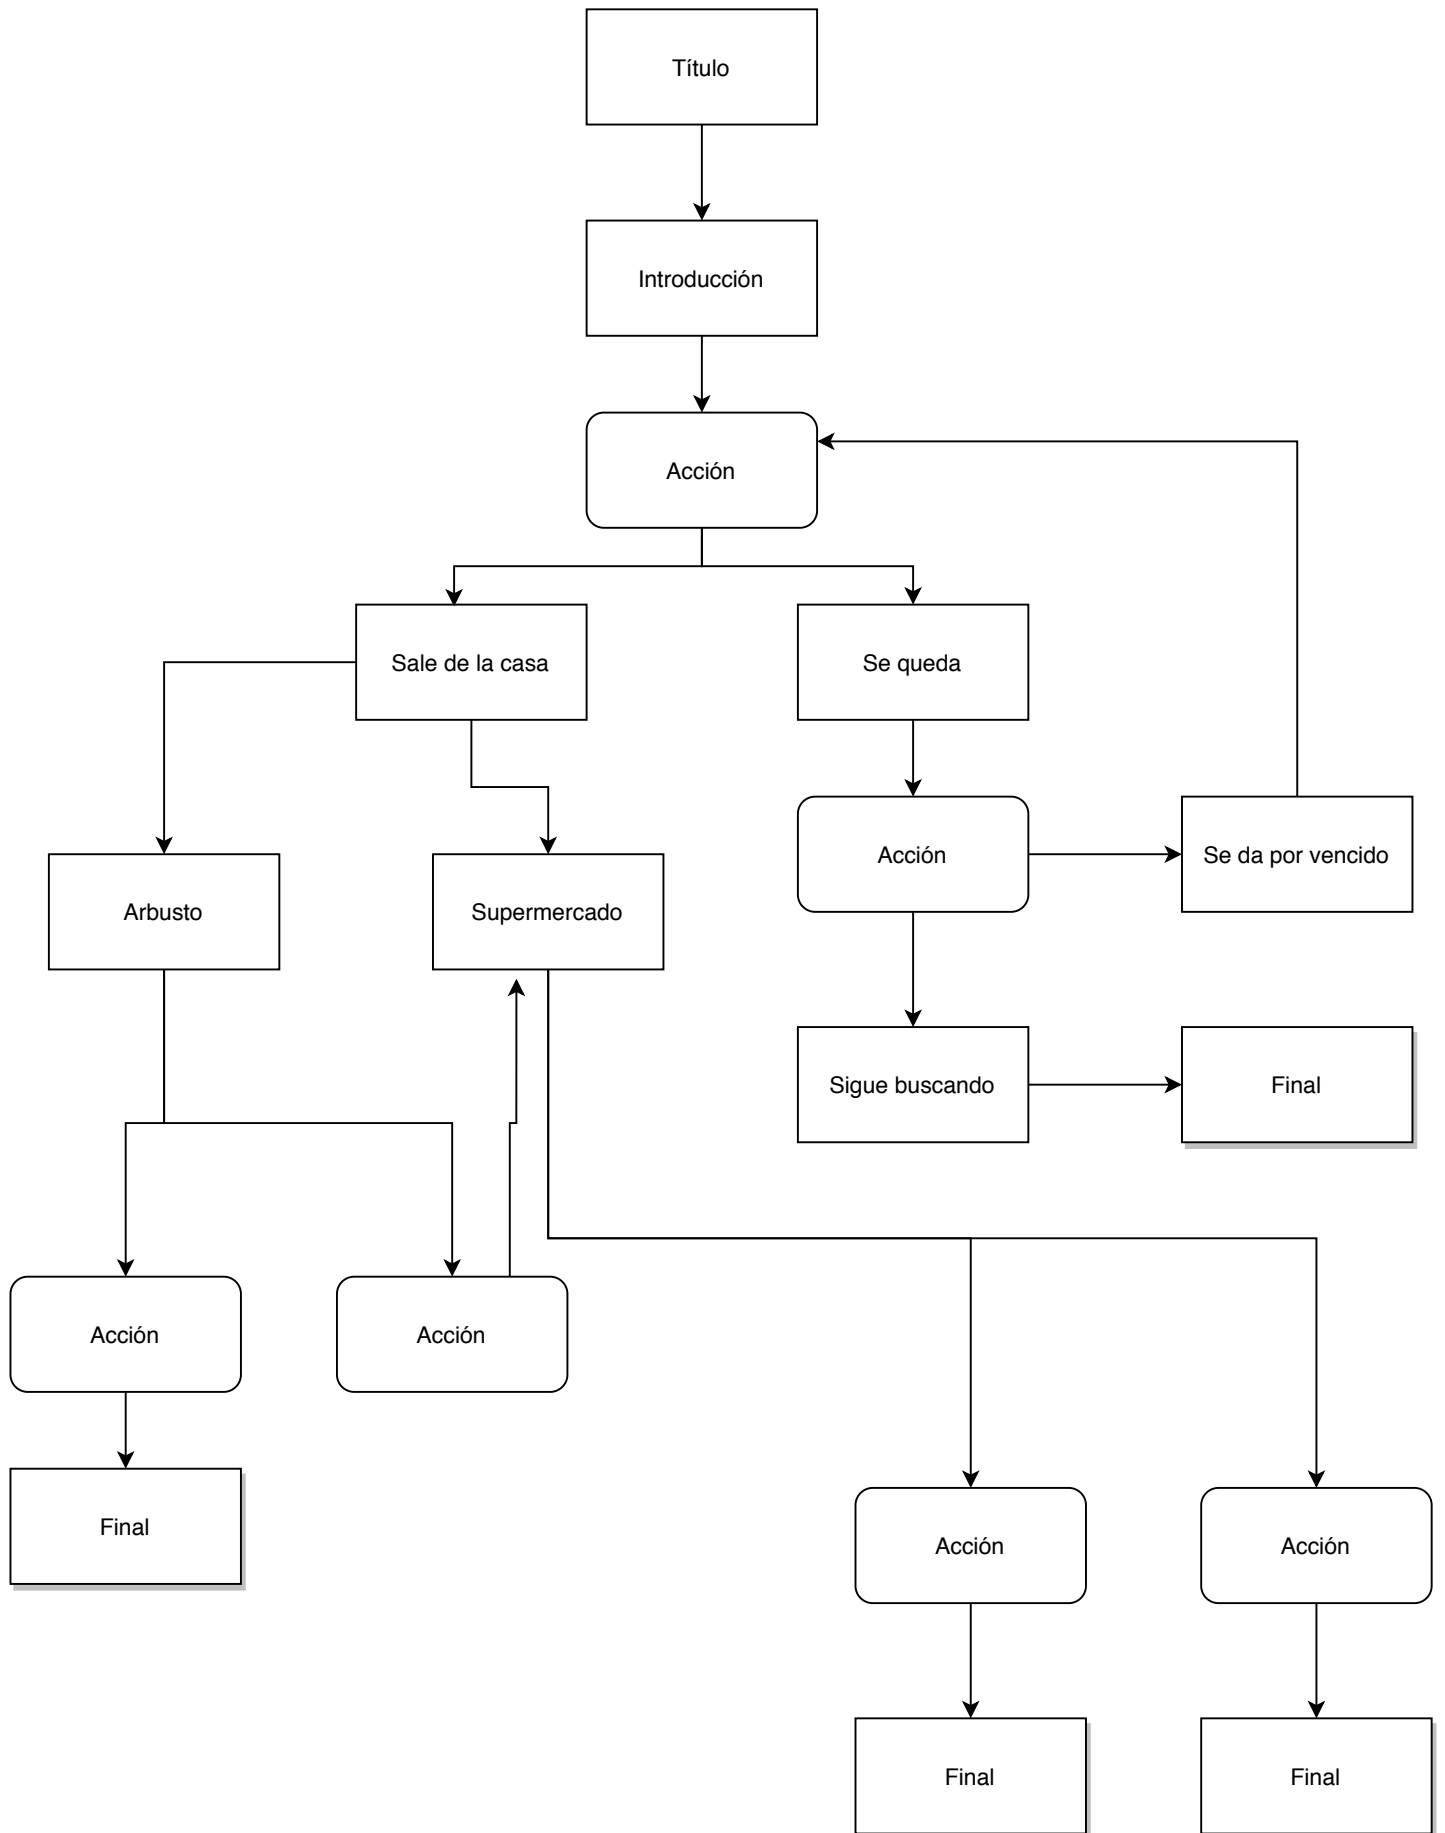 Título
Introducción
Acción
Sale de la casa
Se queda
Acción
Se da por vencido
Arbusto
Supermercado
Sigue buscando
Final
Acción
Acción
Final
Acción
Acción
Final
Final